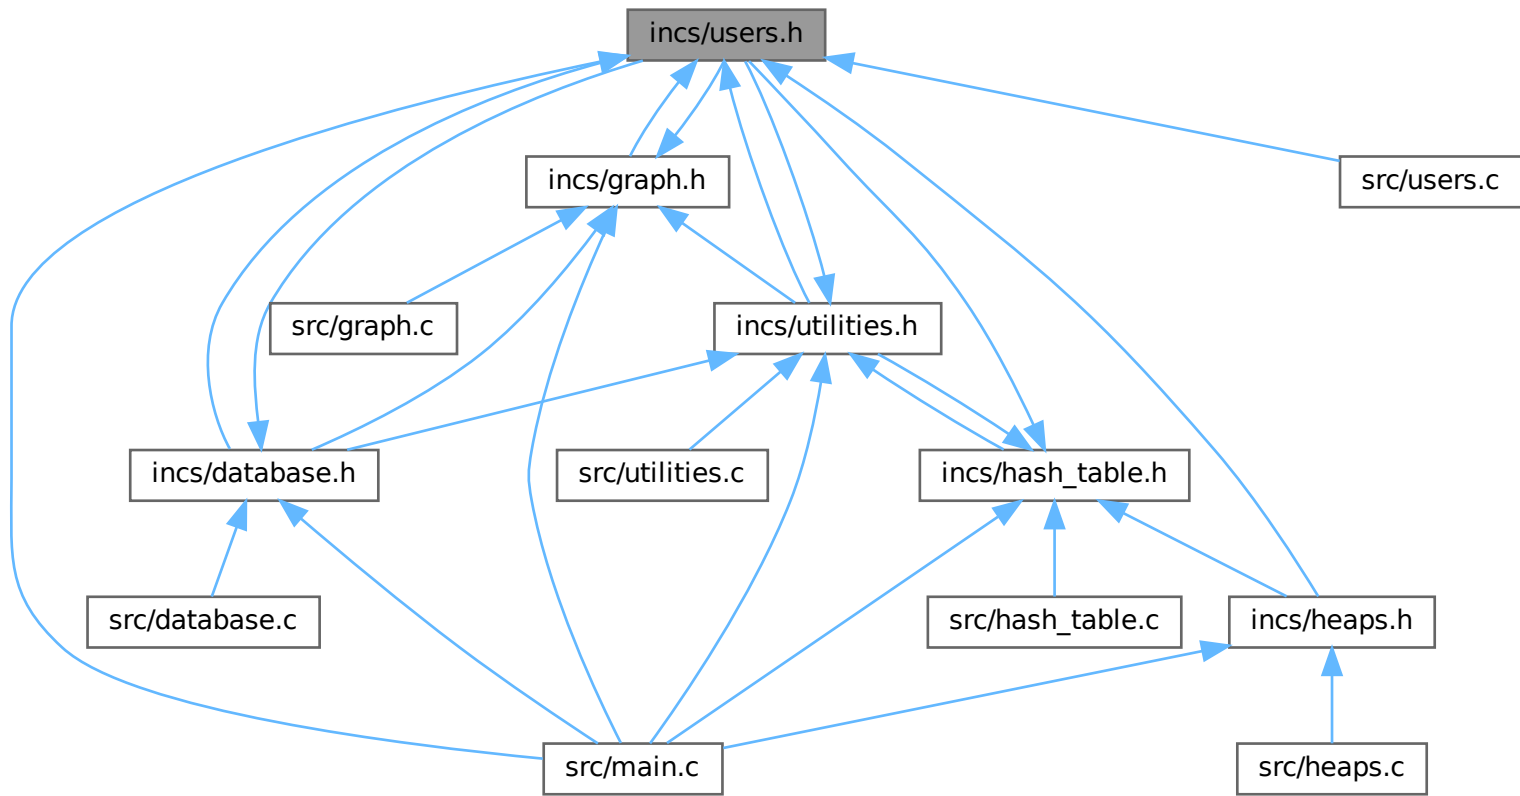 incs/users.h
incs/graph.h
src/users.c
src/graph.c
incs/utilities.h
incs/database.h
src/utilities.c
incs/hash_table.h
src/database.c
src/hash_table.c
incs/heaps.h
src/main.c
src/heaps.c